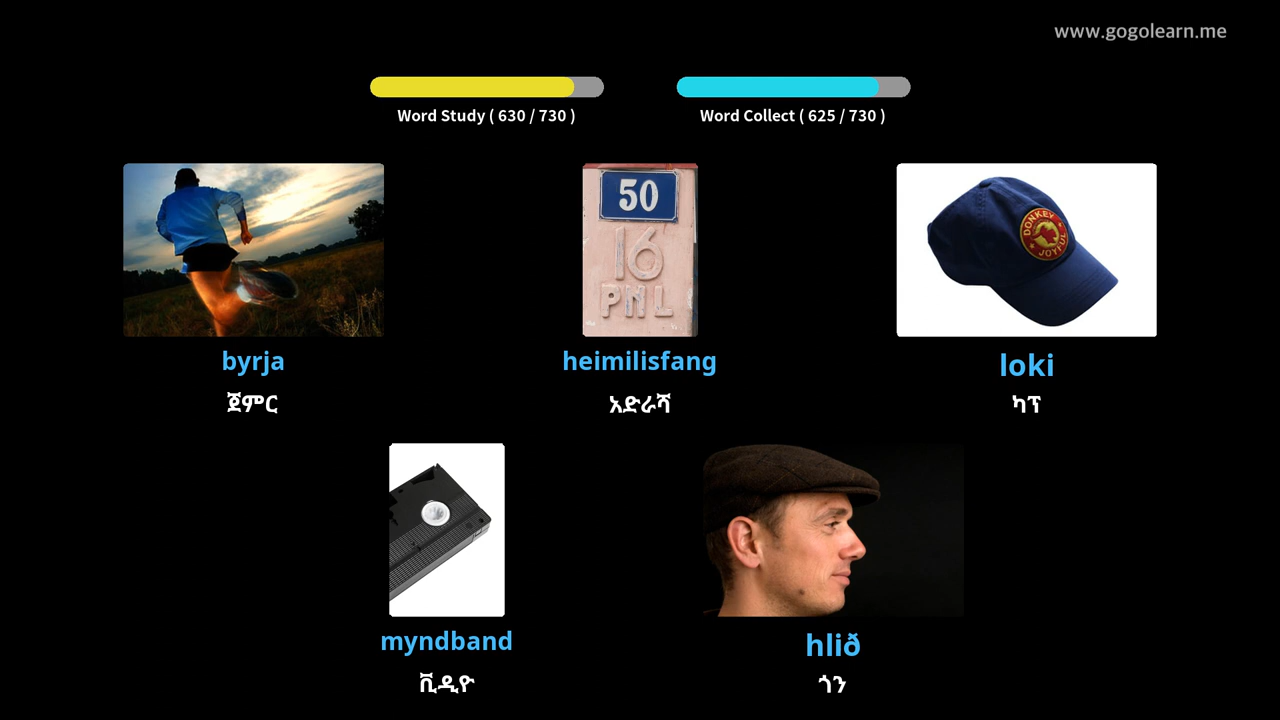 www.gogolearn.me
Word Study ( 630 / 730 )
Word Collect ( 625 / 730 )
50
16
PNL
DONKEY
JOYFUL
byrja
ጀምር
heimilisfang
አድራሻ
loki
ካፕ
myndband
ቪዲዮ
hlið
ጎን